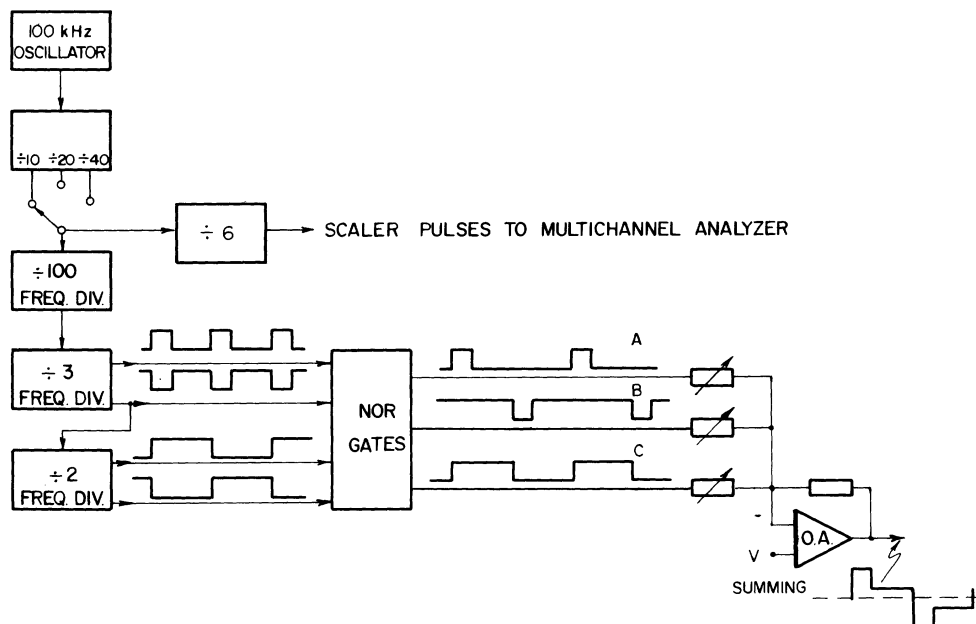 100 kHz
OSCILLATOR
÷10 ÷20 ÷40
÷ 6
SCALER PULSES TO MULTICHANNEL ANALYZER
÷100
FREQ. DIV.
÷ 3
FREQ. DIV.
÷2
FREQ. DIV.
NOR
GATES
A
B
C
-
O.A.
V
SUMMING